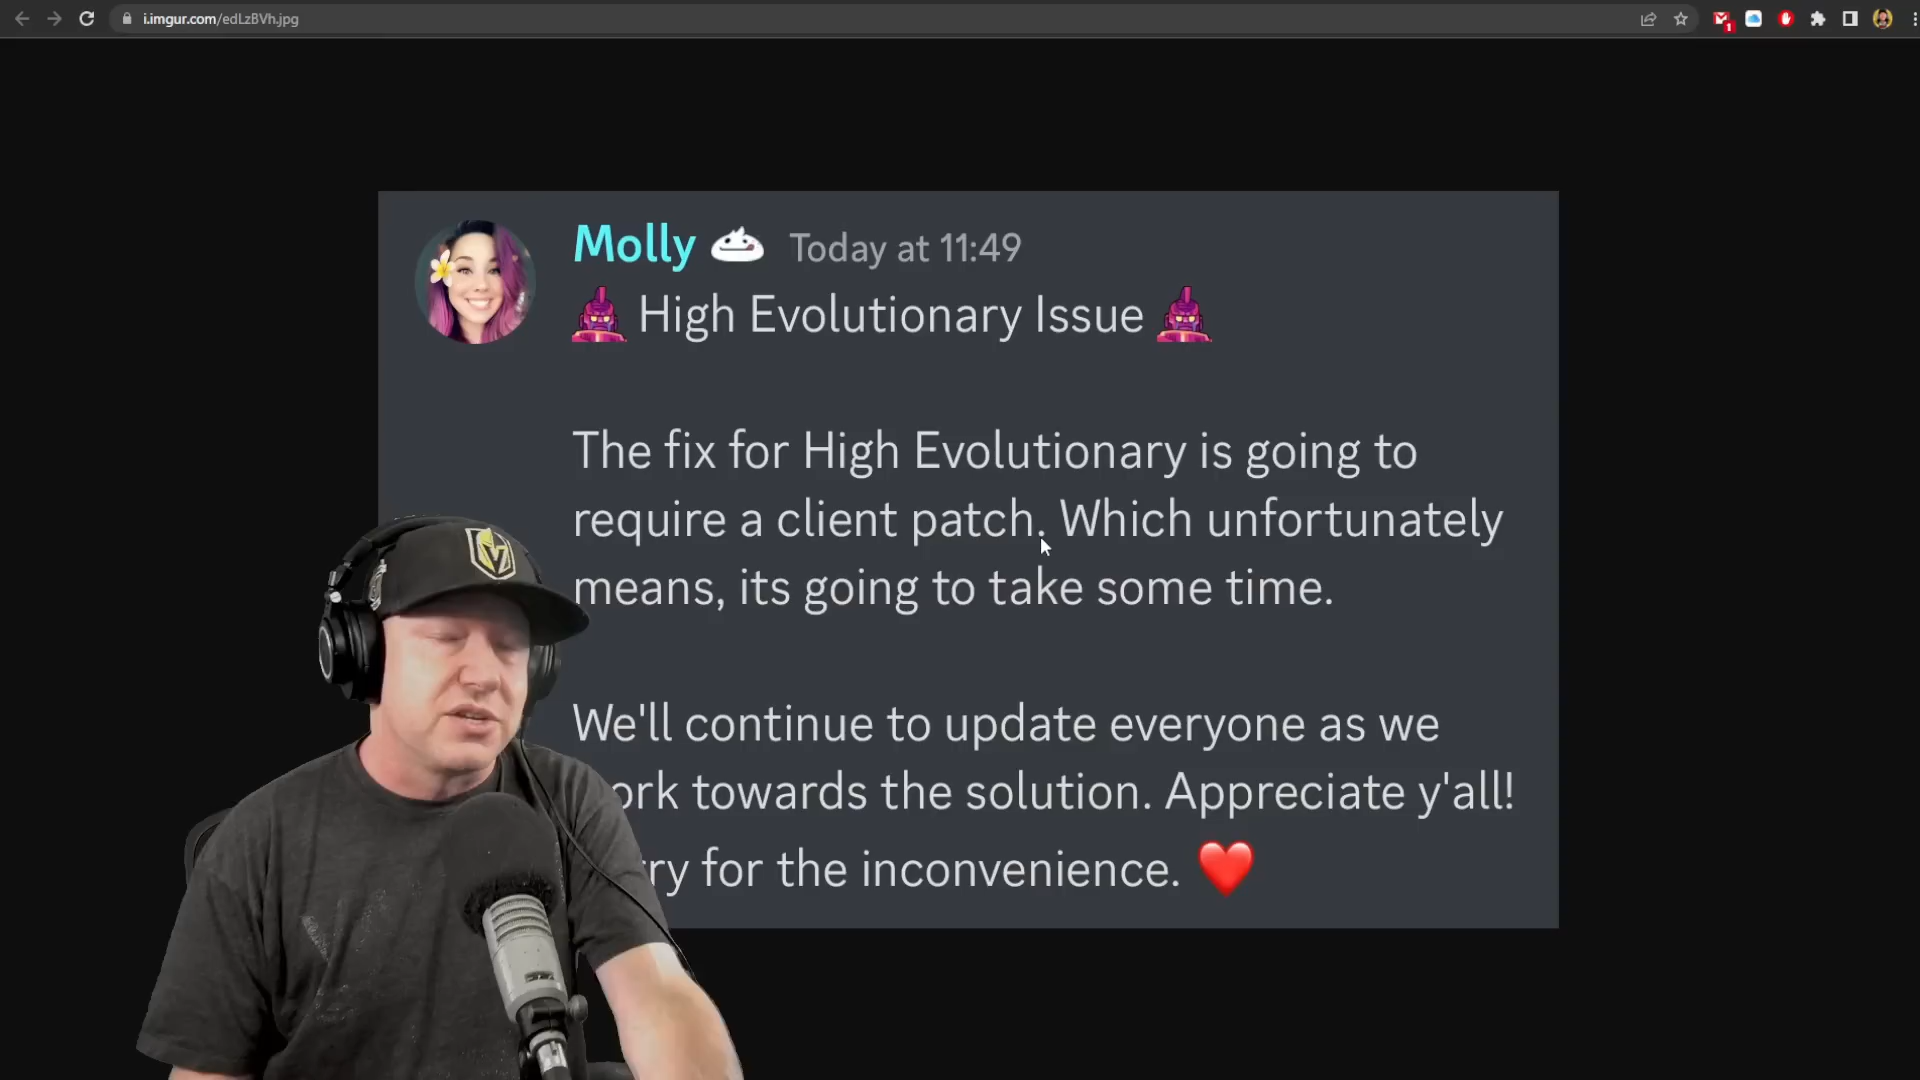 i.imgur.com/edLzBVh.jpg
1
Molly Today at 11:49
High Evolutionary Issue
The fix for High Evolutionary is going to
require a client patch. Which unfortunately
means, its going to take some time.
We'll continue to update everyone as we
ork towards the solution. Appreciate y'all!
ry for the inconvenience.